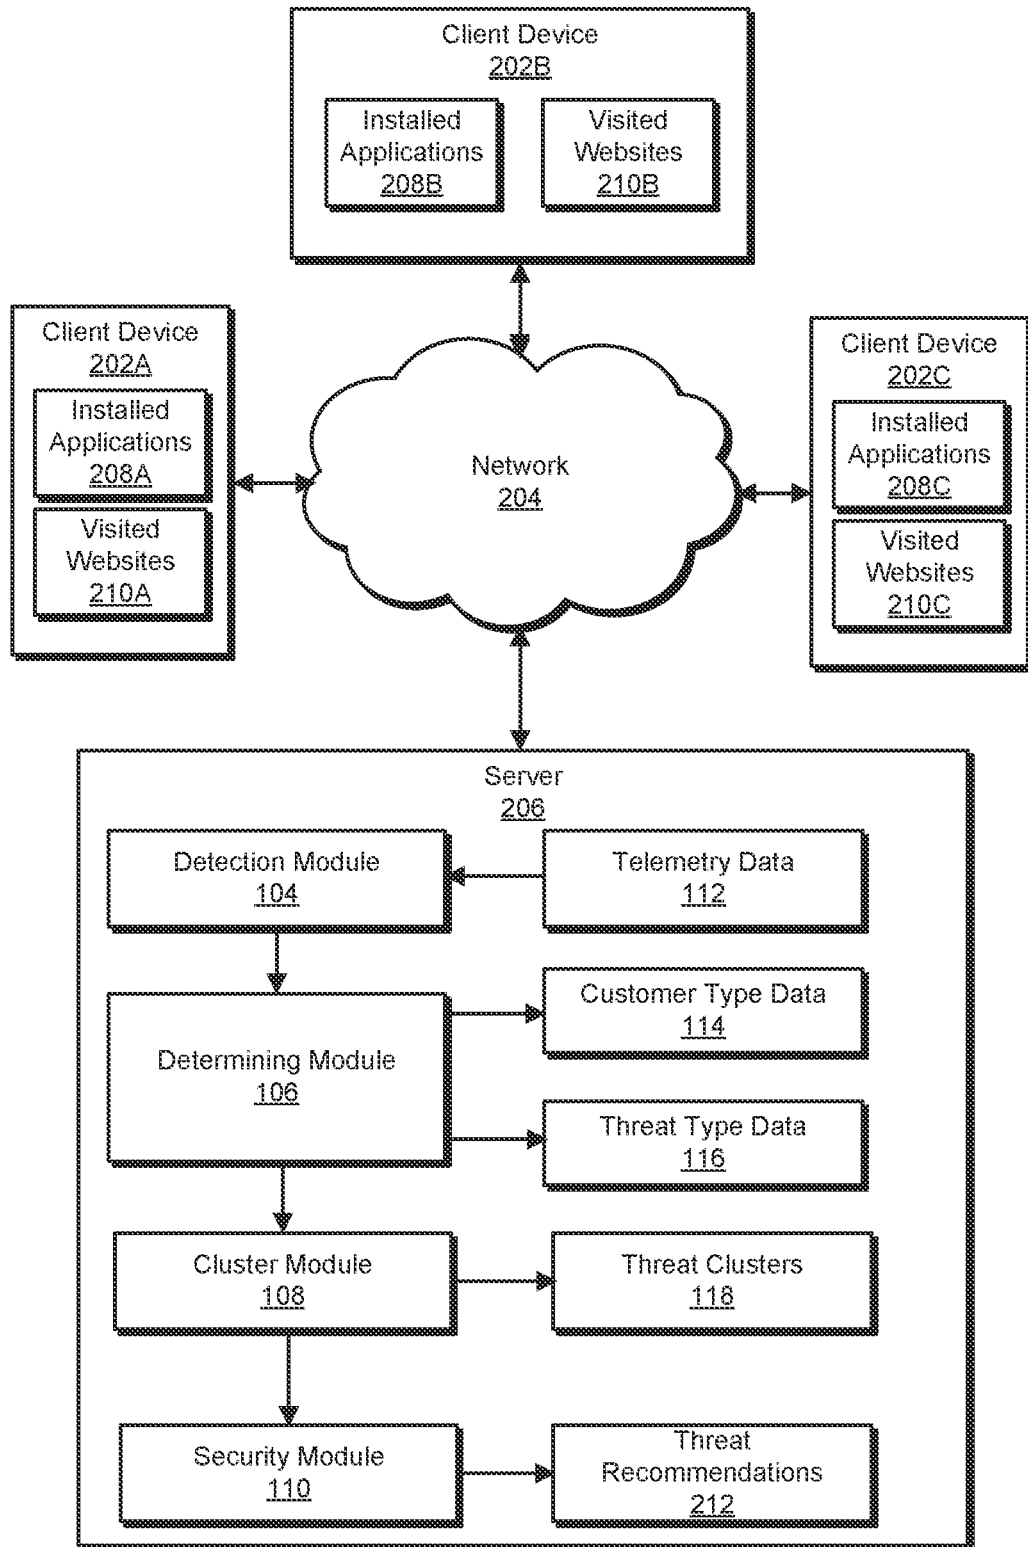 Client Device
202B
Installed
Applications
208B
Visited
Websites
210B
Client Device
202A
Installed
Applications
208A
Visited
Websites
210A
Network
204
Client Device
202C
Installed
Applications
208C
Visited
Websites
210C
Server
206
Detection Module
104
Telemetry Data
112
Determining Module
106
Customer Type Data
114
Threat Type Data
116
Cluster Module
108
Threat Clusters
118
Security Module
110
Threat
Recommendations
212